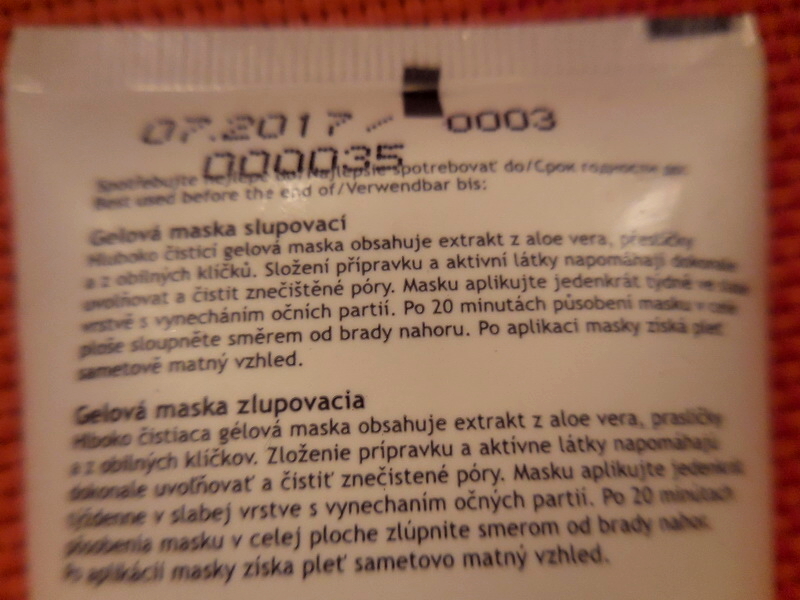 07.2017 / 0003
000035
Spotřebujte nejlépe do/Najlepšie spotrebovať do/Срок годности до:
Best used before the end of/Verwendbar bis:
Gelová maska slupovací
Hluboko čisticí gelová maska obsahuje extrakt z aloe vera, přesličky
a z obilných klíčků. Složení přípravku a aktivní látky napomáhají dokonale
uvolňovat a čistit znečištěné póry. Masku aplikujte jedenkrát týdně ve slabé
vrstvě s vynecháním očních partií. Po 20 minutách působení masku v celé
ploše sloupněte směrem od brady nahoru. Po aplikaci masky získá pleť
sametově matný vzhled.
Gelová maska zlupovacia
Hlboko čistiaca gélová maska obsahuje extrakt z aloe vera, prasličky
a z obilných klíčkov. Zloženie prípravku a aktívne látky napomáhajú
dokonale uvoľňovať a čistiť znečistené póry. Masku aplikujte jedenkrát
týždenne v slabej vrstve s vynechaním očných partií. Po 20 minútach
pôsobenia masku v celej ploche zlúpnite smerom od brady nahor.
Po aplikácii masky získa pleť sametovo matný vzhled.